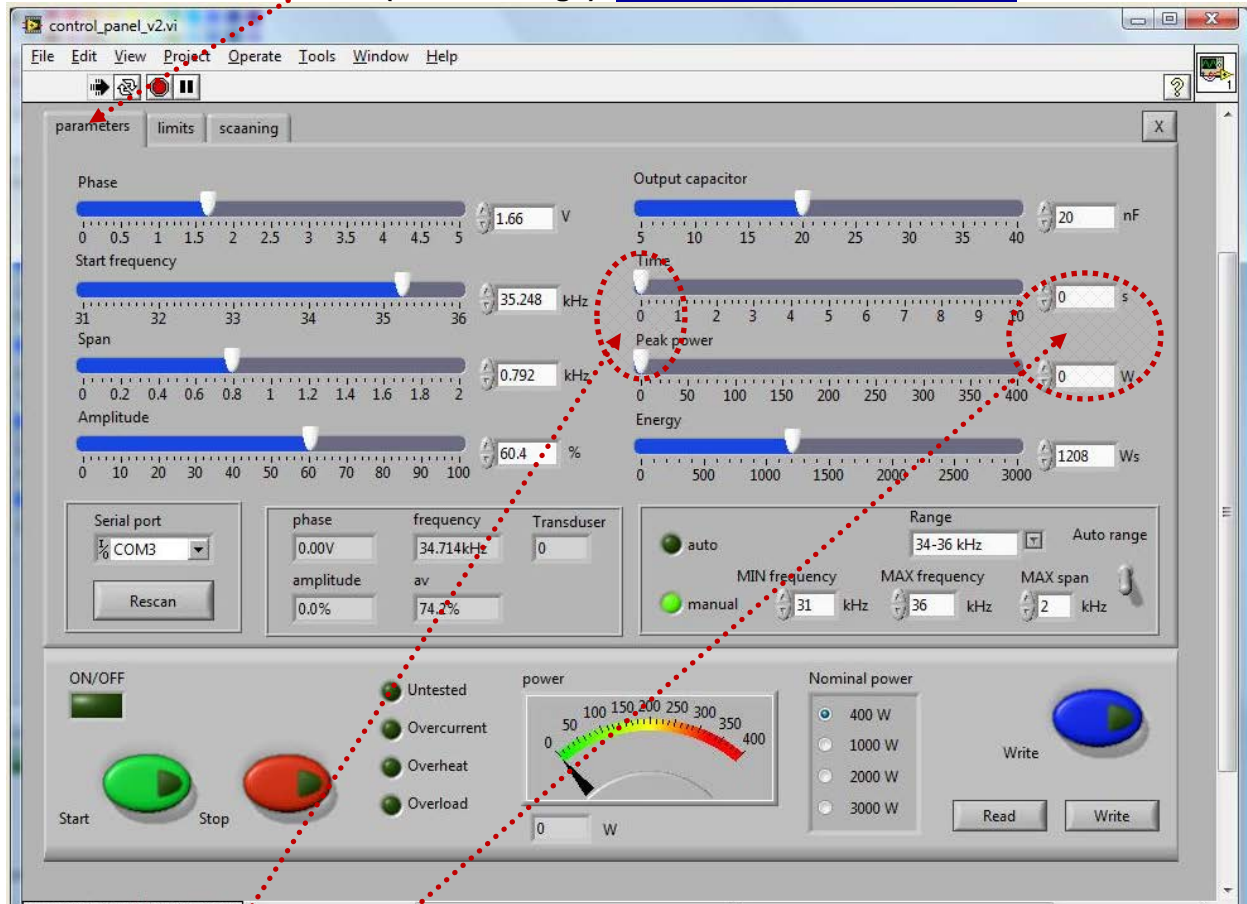 control_panel_v2.vi
File Edit View Project Operate Tools Window Help
1
parameters limits scaaning X
Phase
1.66 V
0 0.5 1 1.5 2 2.5 3 3.5 4 4.5 5
Start frequency
35.248 kHz
31 32 33 34 35 36
Span
0.792 kHz
0 0.2 0.4 0.6 0.8 1 1.2 1.4 1.6 1.8 2
Amplitude
60.4 %
0 10 20 30 40 50 60 70 80 90 100
Output capacitor
20 nF
5 10 15 20 25 30 35 40
Time
0 s
0 1 2 3 4 5 6 7 8 9 10
Peak power
0 W
0 50 100 150 200 250 300 350 400
Energy
1208 Ws
0 500 1000 1500 2000 2500 3000
Serial port
I/O COM3
Rescan
phase frequency Transduser
0.00V 34.714kHz 0
amplitude av
0.0% 74.2%
auto
Range
34-36 kHz
Auto range
manual
MIN frequency MAX frequency MAX span
31 kHz 36 kHz 2 kHz
ON/OFF
Start Stop
Untested
Overcurrent
Overheat
Overload
power
0 50 100 150 200 250 300 350 400
0 W
Nominal power
400 W
1000 W
2000 W
3000 W
Write
Read Write